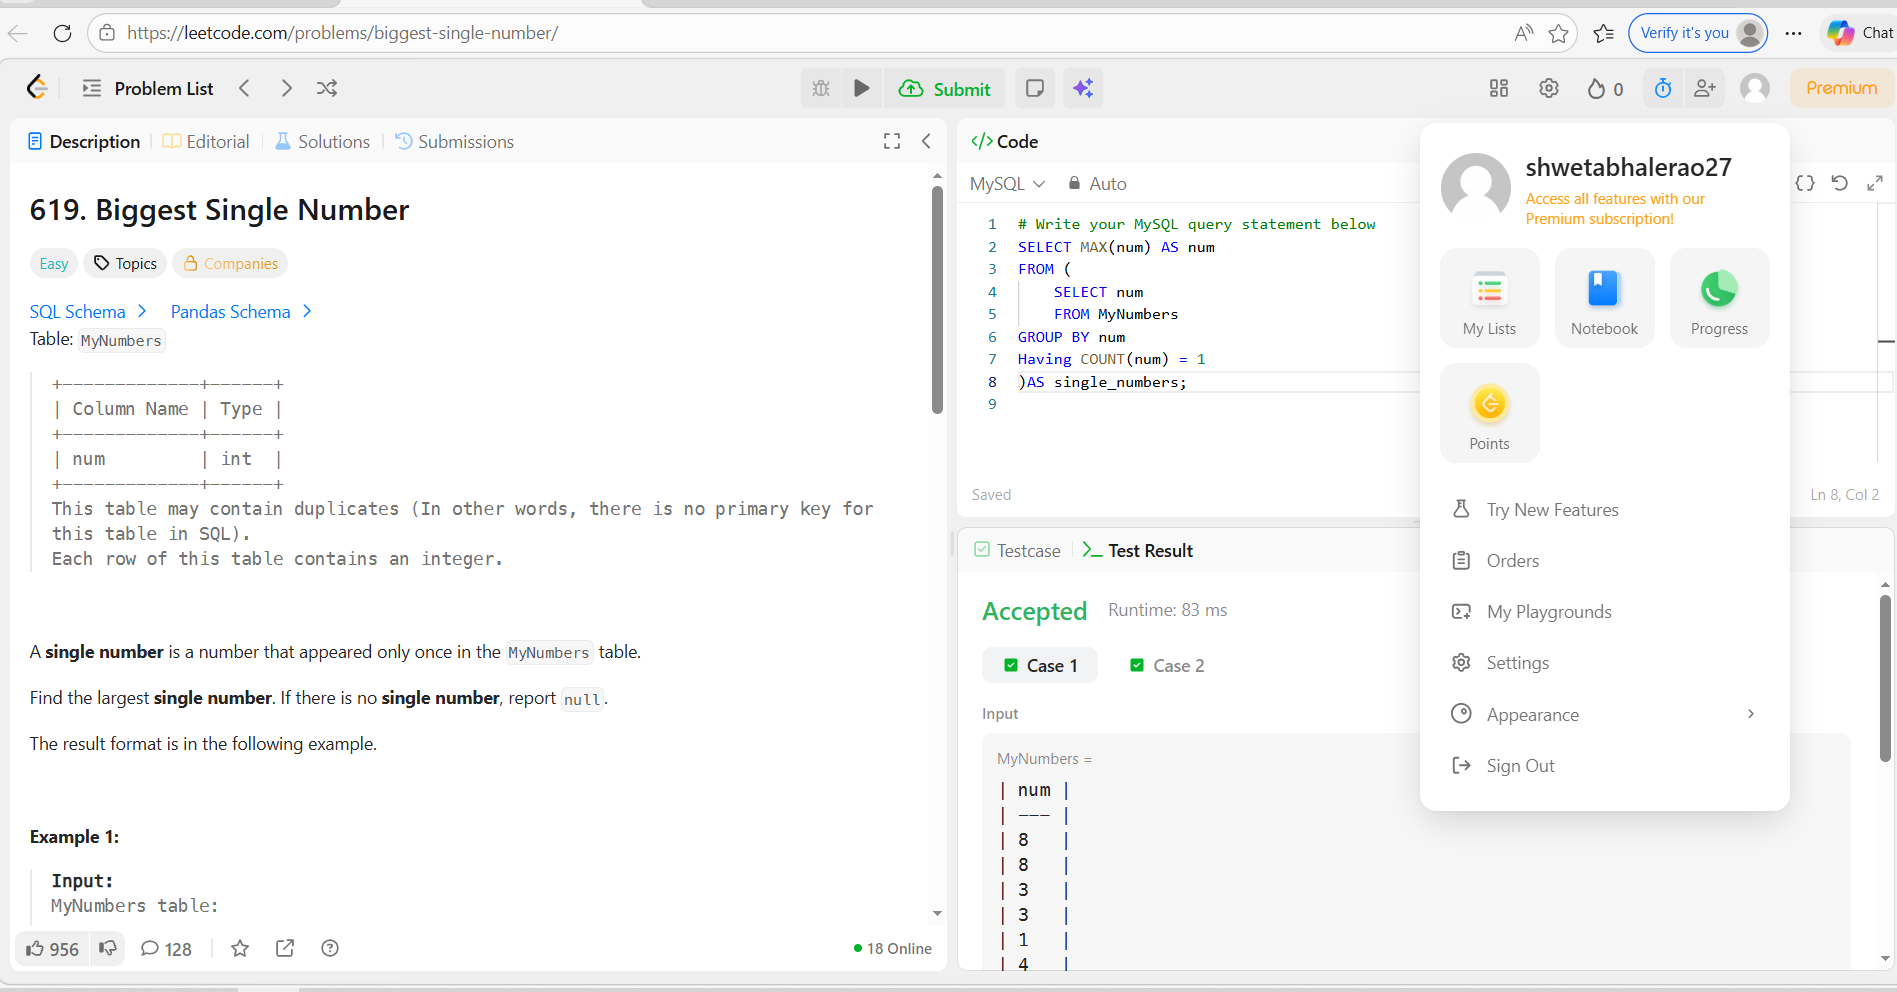 https://leetcode.com/problems/biggest-single-number/
Verify it's you
Chat
Problem List
Submit
0
Premium
Description
Editorial
Solutions
Submissions
619. Biggest Single Number
Easy
Topics
Companies
SQL Schema
Pandas Schema
Table: MyNumbers
+-------------+------+
| Column Name | Type |
+-------------+------+
| num         | int  |
+-------------+------+
This table may contain duplicates (In other words, there is no primary key for
this table in SQL).
Each row of this table contains an integer.
A single number is a number that appeared only once in the MyNumbers table.
Find the largest single number. If there is no single number, report null.
The result format is in the following example.
Example 1:
Input:
MyNumbers table:
956
128
18 Online
</> Code
MySQL
Auto
1 # Write your MySQL query statement below
2 SELECT MAX(num) AS num
3 FROM (
4     SELECT num
5     FROM MyNumbers
6 GROUP BY num
7 Having COUNT(num) = 1
8 )AS single_numbers;
9
Saved
Ln 8, Col 2
Testcase
Test Result
Accepted
Runtime: 83 ms
Case 1
Case 2
Input
MyNumbers =
| num |
| --- |
| 8   |
| 8   |
| 3   |
| 3   |
| 1   |
| 4   |
shwetabhalerao27
Access all features with our
Premium subscription!
My Lists
Notebook
Progress
Points
Try New Features
Orders
My Playgrounds
Settings
Appearance
Sign Out